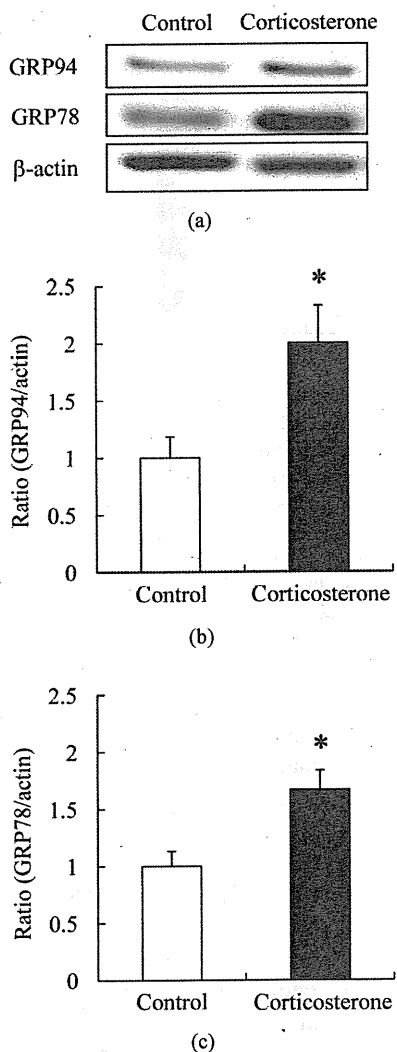 Control Corticosterone
GRP94
GRP78
β-actin
(a)
*
2.5
2
1.5
1
0.5
0
Ratio (GRP94/actin)
Control Corticosterone
(b)
*
2.5
2
1.5
1
0.5
0
Ratio ((GRP78/actin)
Control Corticosterone
(c)